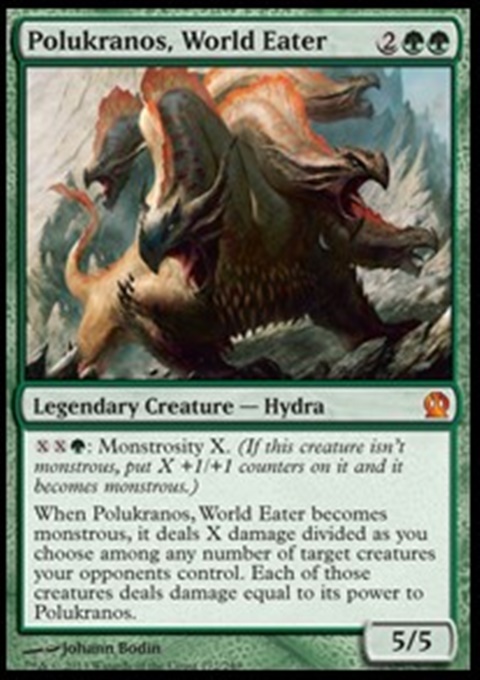 Polukranos, World Eater 2
Legendary Creature — Hydra
X X : Monstrosity X. (If this creature isn't
monstrous, put X +1/+1 counters on it and it
becomes monstrous.)
When Polukranos, World Eater becomes
monstrous, it deals X damage divided as you
choose among any number of target creatures
your opponents control. Each of those
creatures deals damage equal to its power to
Polukranos.
Johann Bodin
5/5